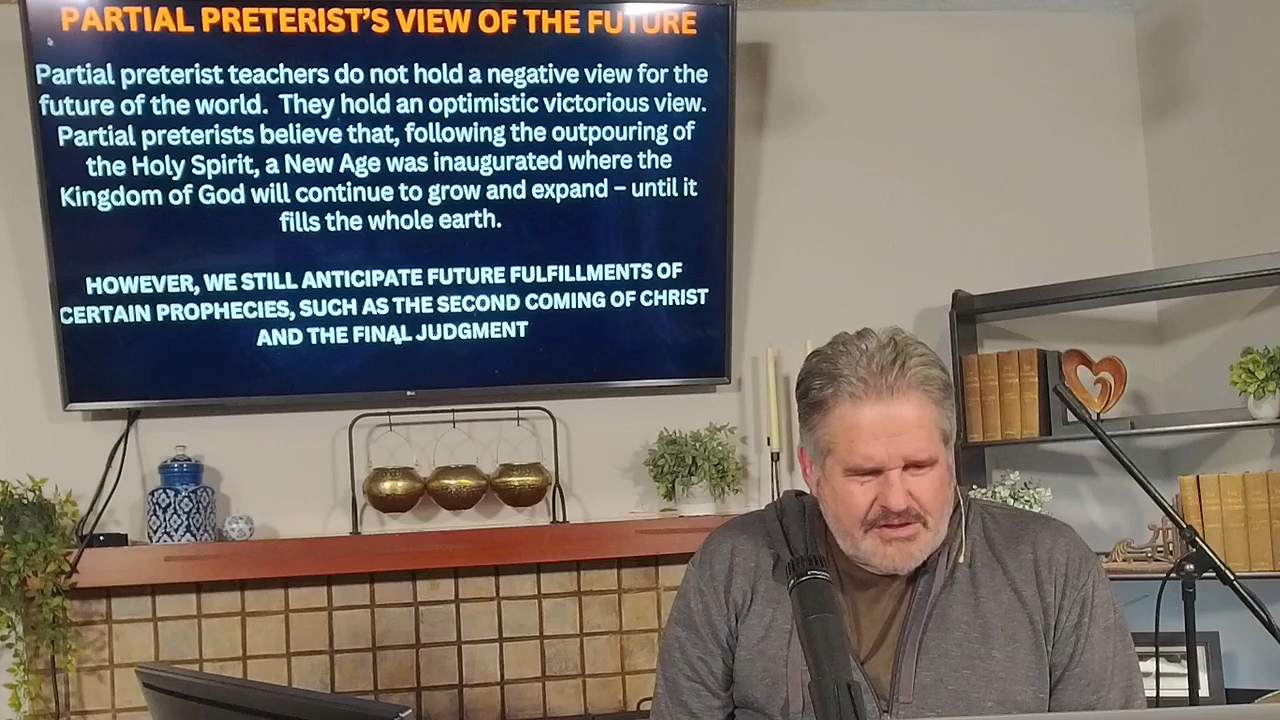 PARTIAL PRETERIST'S VIEW OF THE FUTURE
Partial preterist teachers do not hold a negative view for the
future of the world. They hold an optimistic victorious view.
Partial preterists believe that, following the outpouring of
the Holy Spirit, a New Age was inaugurated where the
Kingdom of God will continue to grow and expand – until it
fills the whole earth.
HOWEVER, WE STILL ANTICIPATE FUTURE FULFILLMENTS OF
CERTAIN PROPHECIES, SUCH AS THE SECOND COMING OF CHRIST
AND THE FINAL JUDGMENT